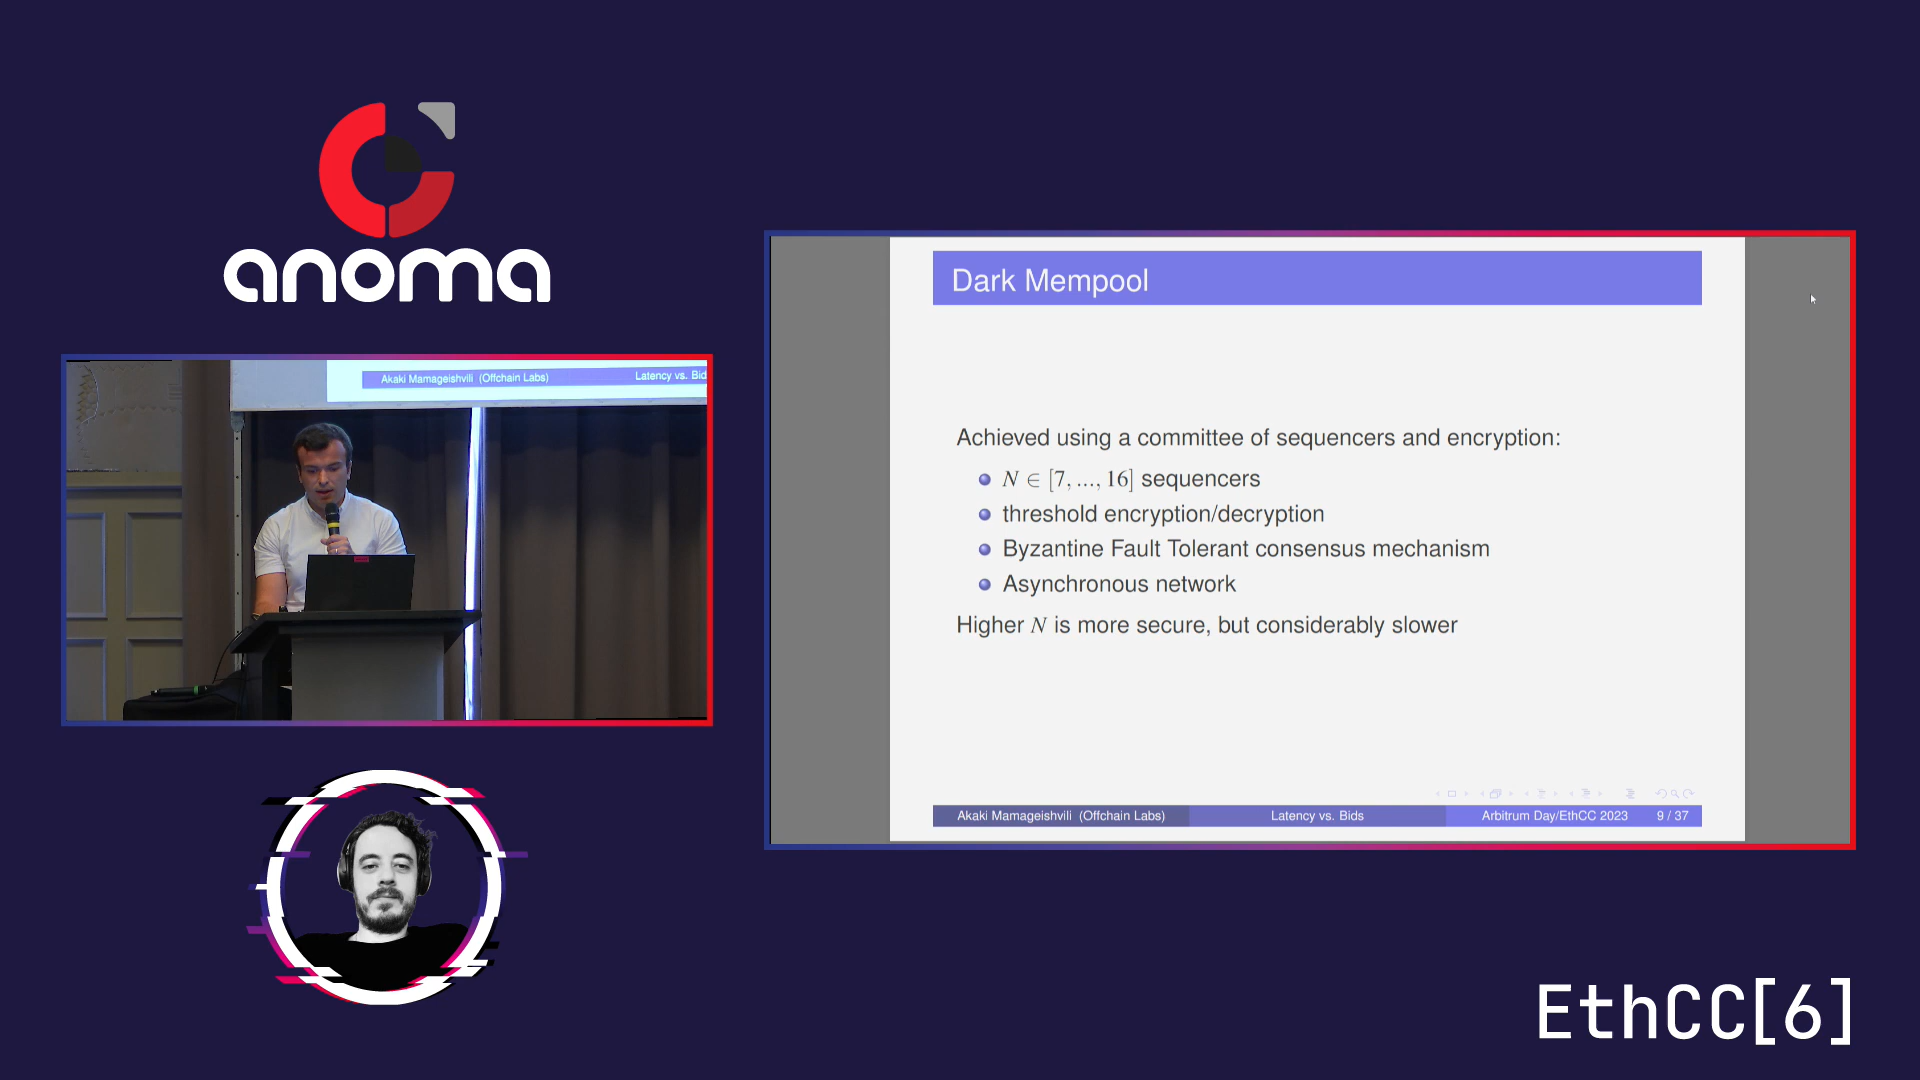 anoma
Akaki Mamageishvili (Offchain Labs)
Latency vs. Bid
Dark Mempool
Achieved using a committee of sequencers and encryption:
N ∈ [7, ..., 16] sequencers
threshold encryption/decryption
Byzantine Fault Tolerant consensus mechanism
Asynchronous network
Higher N is more secure, but considerably slower
Akaki Mamageishvili (Offchain Labs) Latency vs. Bids Arbitrum Day/EthCC 2023 9 / 37
EthCC[6]